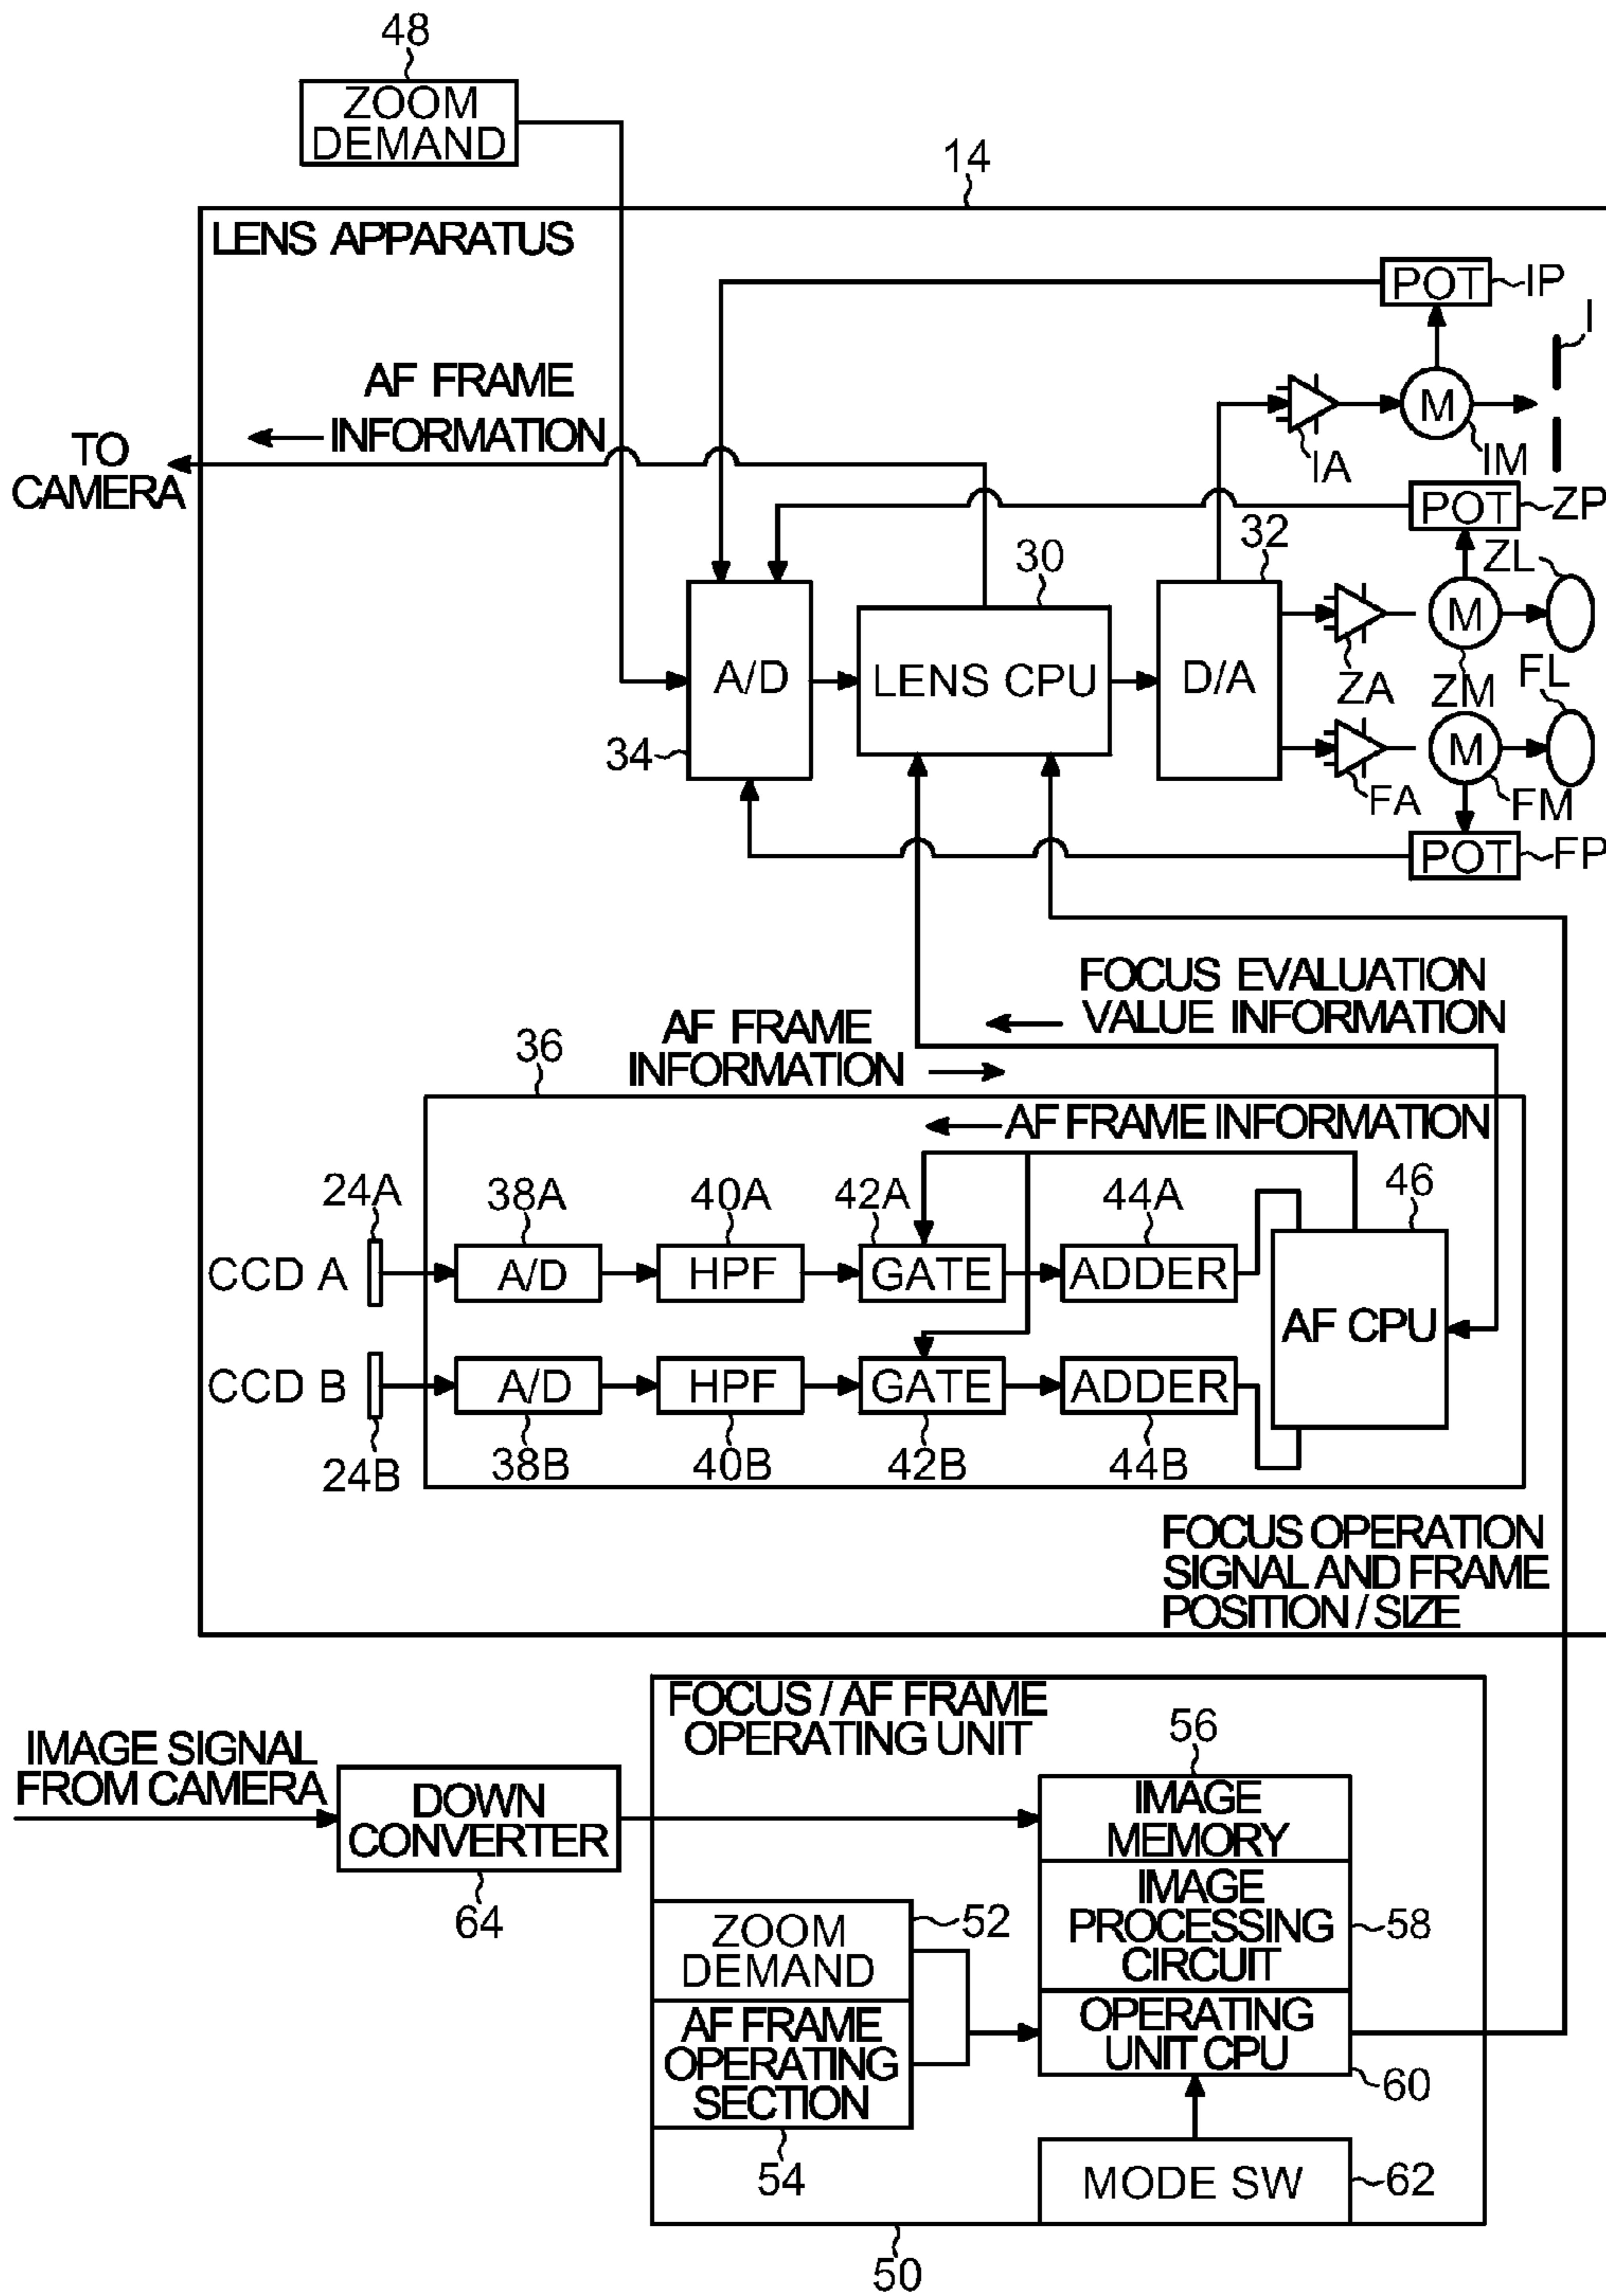 48
ZOOM
DEMAND
14
LENS APPARATUS
POT
IP
I
AF FRAME
INFORMATION
M
IA
IM
TO
CAMERA
POT
ZP
30
32
ZL
A/D
LENS CPU
D/A
M
ZA
ZM
FL
34
M
FA
FM
POT
FP
FOCUS EVALUATION
VALUE INFORMATION
AF FRAME
INFORMATION
36
AF FRAME INFORMATION
24A
38A
40A
42A
44A
46
CCD A
A/D
HPF
GATE
ADDER
AF CPU
CCD B
A/D
HPF
GATE
ADDER
24B
38B
40B
42B
44B
FOCUS OPERATION
SIGNAL AND FRAME
POSITION / SIZE
FOCUS / AF FRAME
OPERATING UNIT
IMAGE SIGNAL
FROM CAMERA
DOWN
CONVERTER
64
56
IMAGE
MEMORY
IMAGE
PROCESSING
CIRCUIT
58
ZOOM
DEMAND
52
AF FRAME
OPERATING
SECTION
54
OPERATING
UNIT CPU
60
MODE SW
62
50